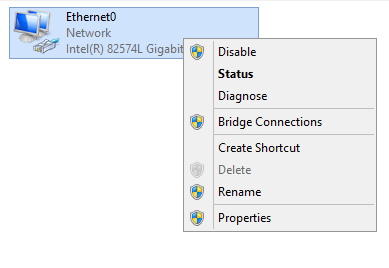 Ethernet0
Network
Intel(R) 82574L Gigabit
Disable
Status
Diagnose
Bridge Connections
Create Shortcut
Delete
Rename
Properties